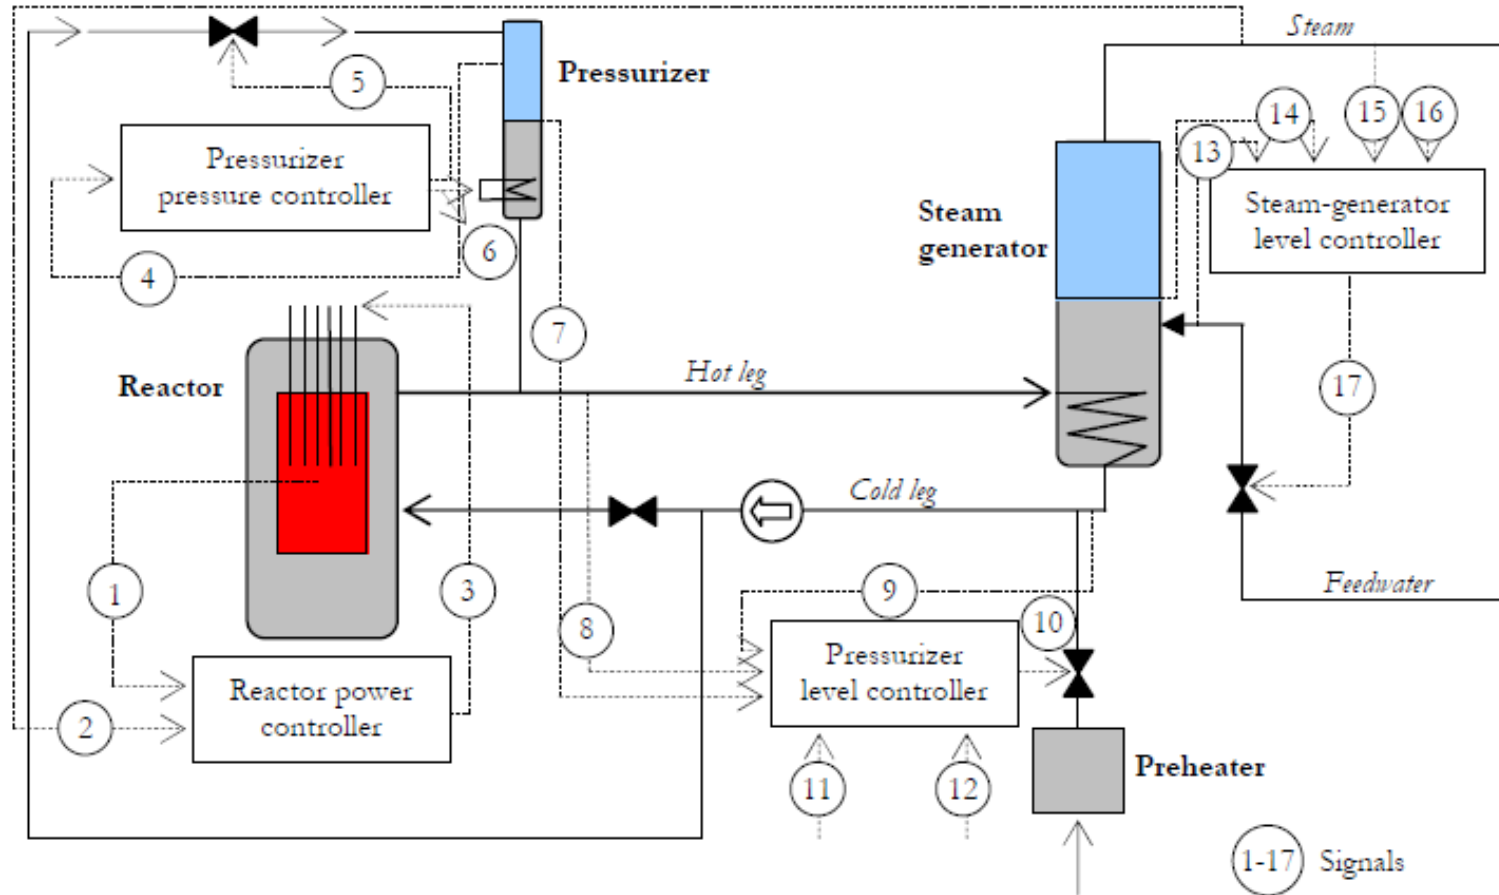 Steam
5
Pressurizer
15
16
14
13
Pressurizer
pressure controller
Steam
generator
Steam-generator
level controller
6
4
7
Reactor
Hot leg
17
Cold leg
1
3
9
Feedwater
8
10
Pressurizer
level controller
Reactor power
controller
2
Preheater
11
12
1-17 Signals